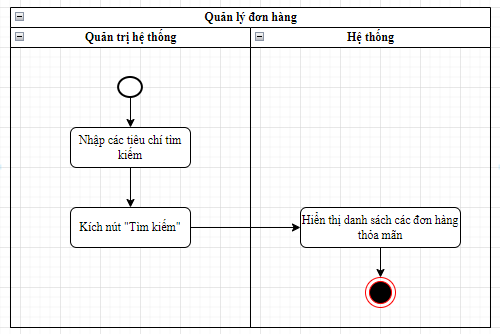 Quản lý đơn hàng
Quản trị hệ thống
Hệ thống
Nhập các tiêu chí tìm
kiếm
Kích nút "Tìm kiếm"
Hiển thị danh sách các đơn hàng
thỏa mãn